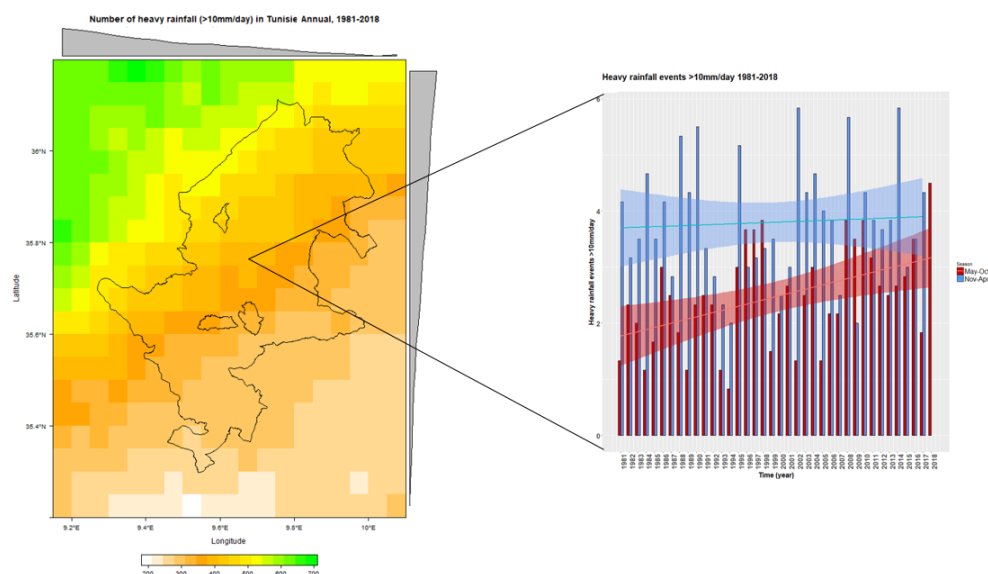 Number of heavy rainfall (>10mm/day) in Tunisie Annual, 1981-2018
36°N
35.8°N
35.6°N
35.4°N
Latitude
9.2°E 9.4°E 9.6°E 9.8°E 10°E
Longitude
200 300 400 500 600 700
Heavy rainfall events >10mm/day 1981-2018
6
4
2
0
Heavy rainfall events >10mm/day
1981 1982 1983 1984 1985 1986 1987 1988 1989 1990 1991 1992 1993 1994 1995 1996 1997 1998 1999 2000 2001 2002 2003 2004 2005 2006 2007 2008 2009 2010 2011 2012 2013 2014 2015 2016 2017 2018
Time (year)
Season
May-Oct
Nov-Apr